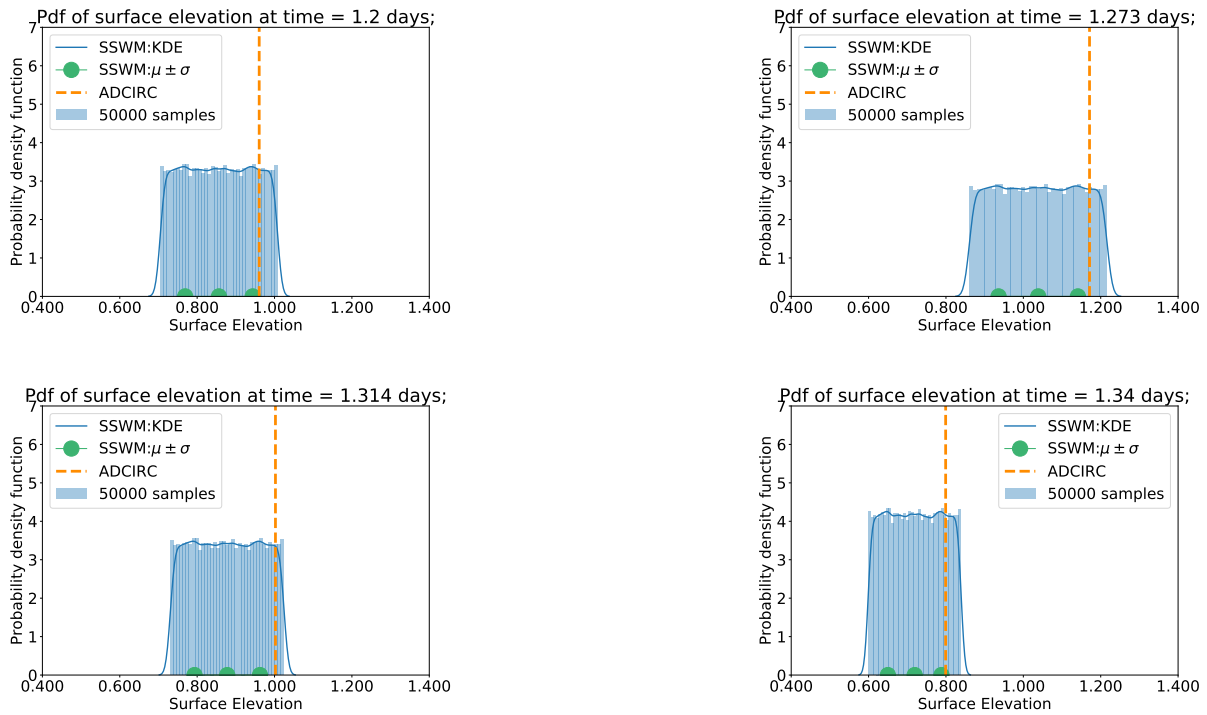 Pdf of surface elevation at time = 1.2 days;
Probability density function
7
6
5
4
3
2
1
0
SSWM:KDE
SSWM:μ ± σ
ADCIRC
50000 samples
0.400 0.600 0.800 1.000 1.200 1.400
Surface Elevation
Pdf of surface elevation at time = 1.273 days;
Probability density function
7
6
5
4
3
2
1
0
SSWM:KDE
SSWM:μ ± σ
ADCIRC
50000 samples
0.400 0.600 0.800 1.000 1.200 1.400
Surface Elevation
Pdf of surface elevation at time = 1.314 days;
Probability density function
7
6
5
4
3
2
1
0
SSWM:KDE
SSWM:μ ± σ
ADCIRC
50000 samples
0.400 0.600 0.800 1.000 1.200 1.400
Surface Elevation
Pdf of surface elevation at time = 1.34 days;
Probability density function
7
6
5
4
3
2
1
0
SSWM:KDE
SSWM:μ ± σ
ADCIRC
50000 samples
0.400 0.600 0.800 1.000 1.200 1.400
Surface Elevation